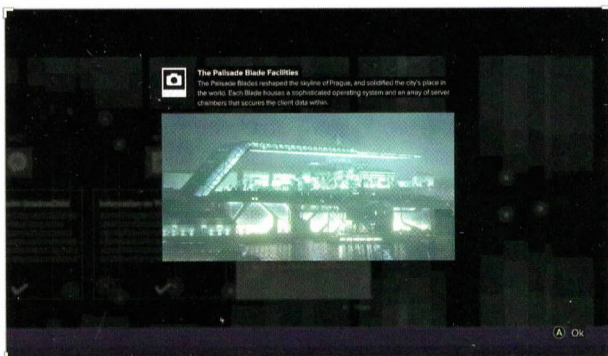 The Palisade Blade Facilities
The Palisade Blades reshaped the skyline of Prague, and solidified the city's place in
the world. Each Blade houses a sophisticated operating system and an array of server
chambers that secures the client data within.
A Ok